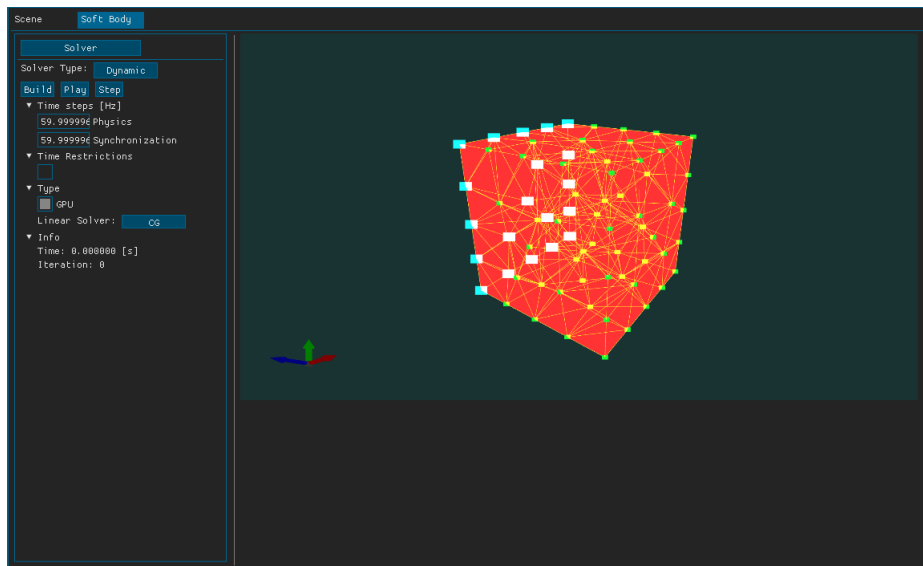 Scene Soft Body
Solver
Solver Type: Dynamic
Build Play Step
Time steps [Hz]
59.999996 Physics
59.999996 Synchronization
Time Restrictions
Type
GPU
Linear Solver: CG
Info
Time: 0.000000 [s]
Iteration: 0